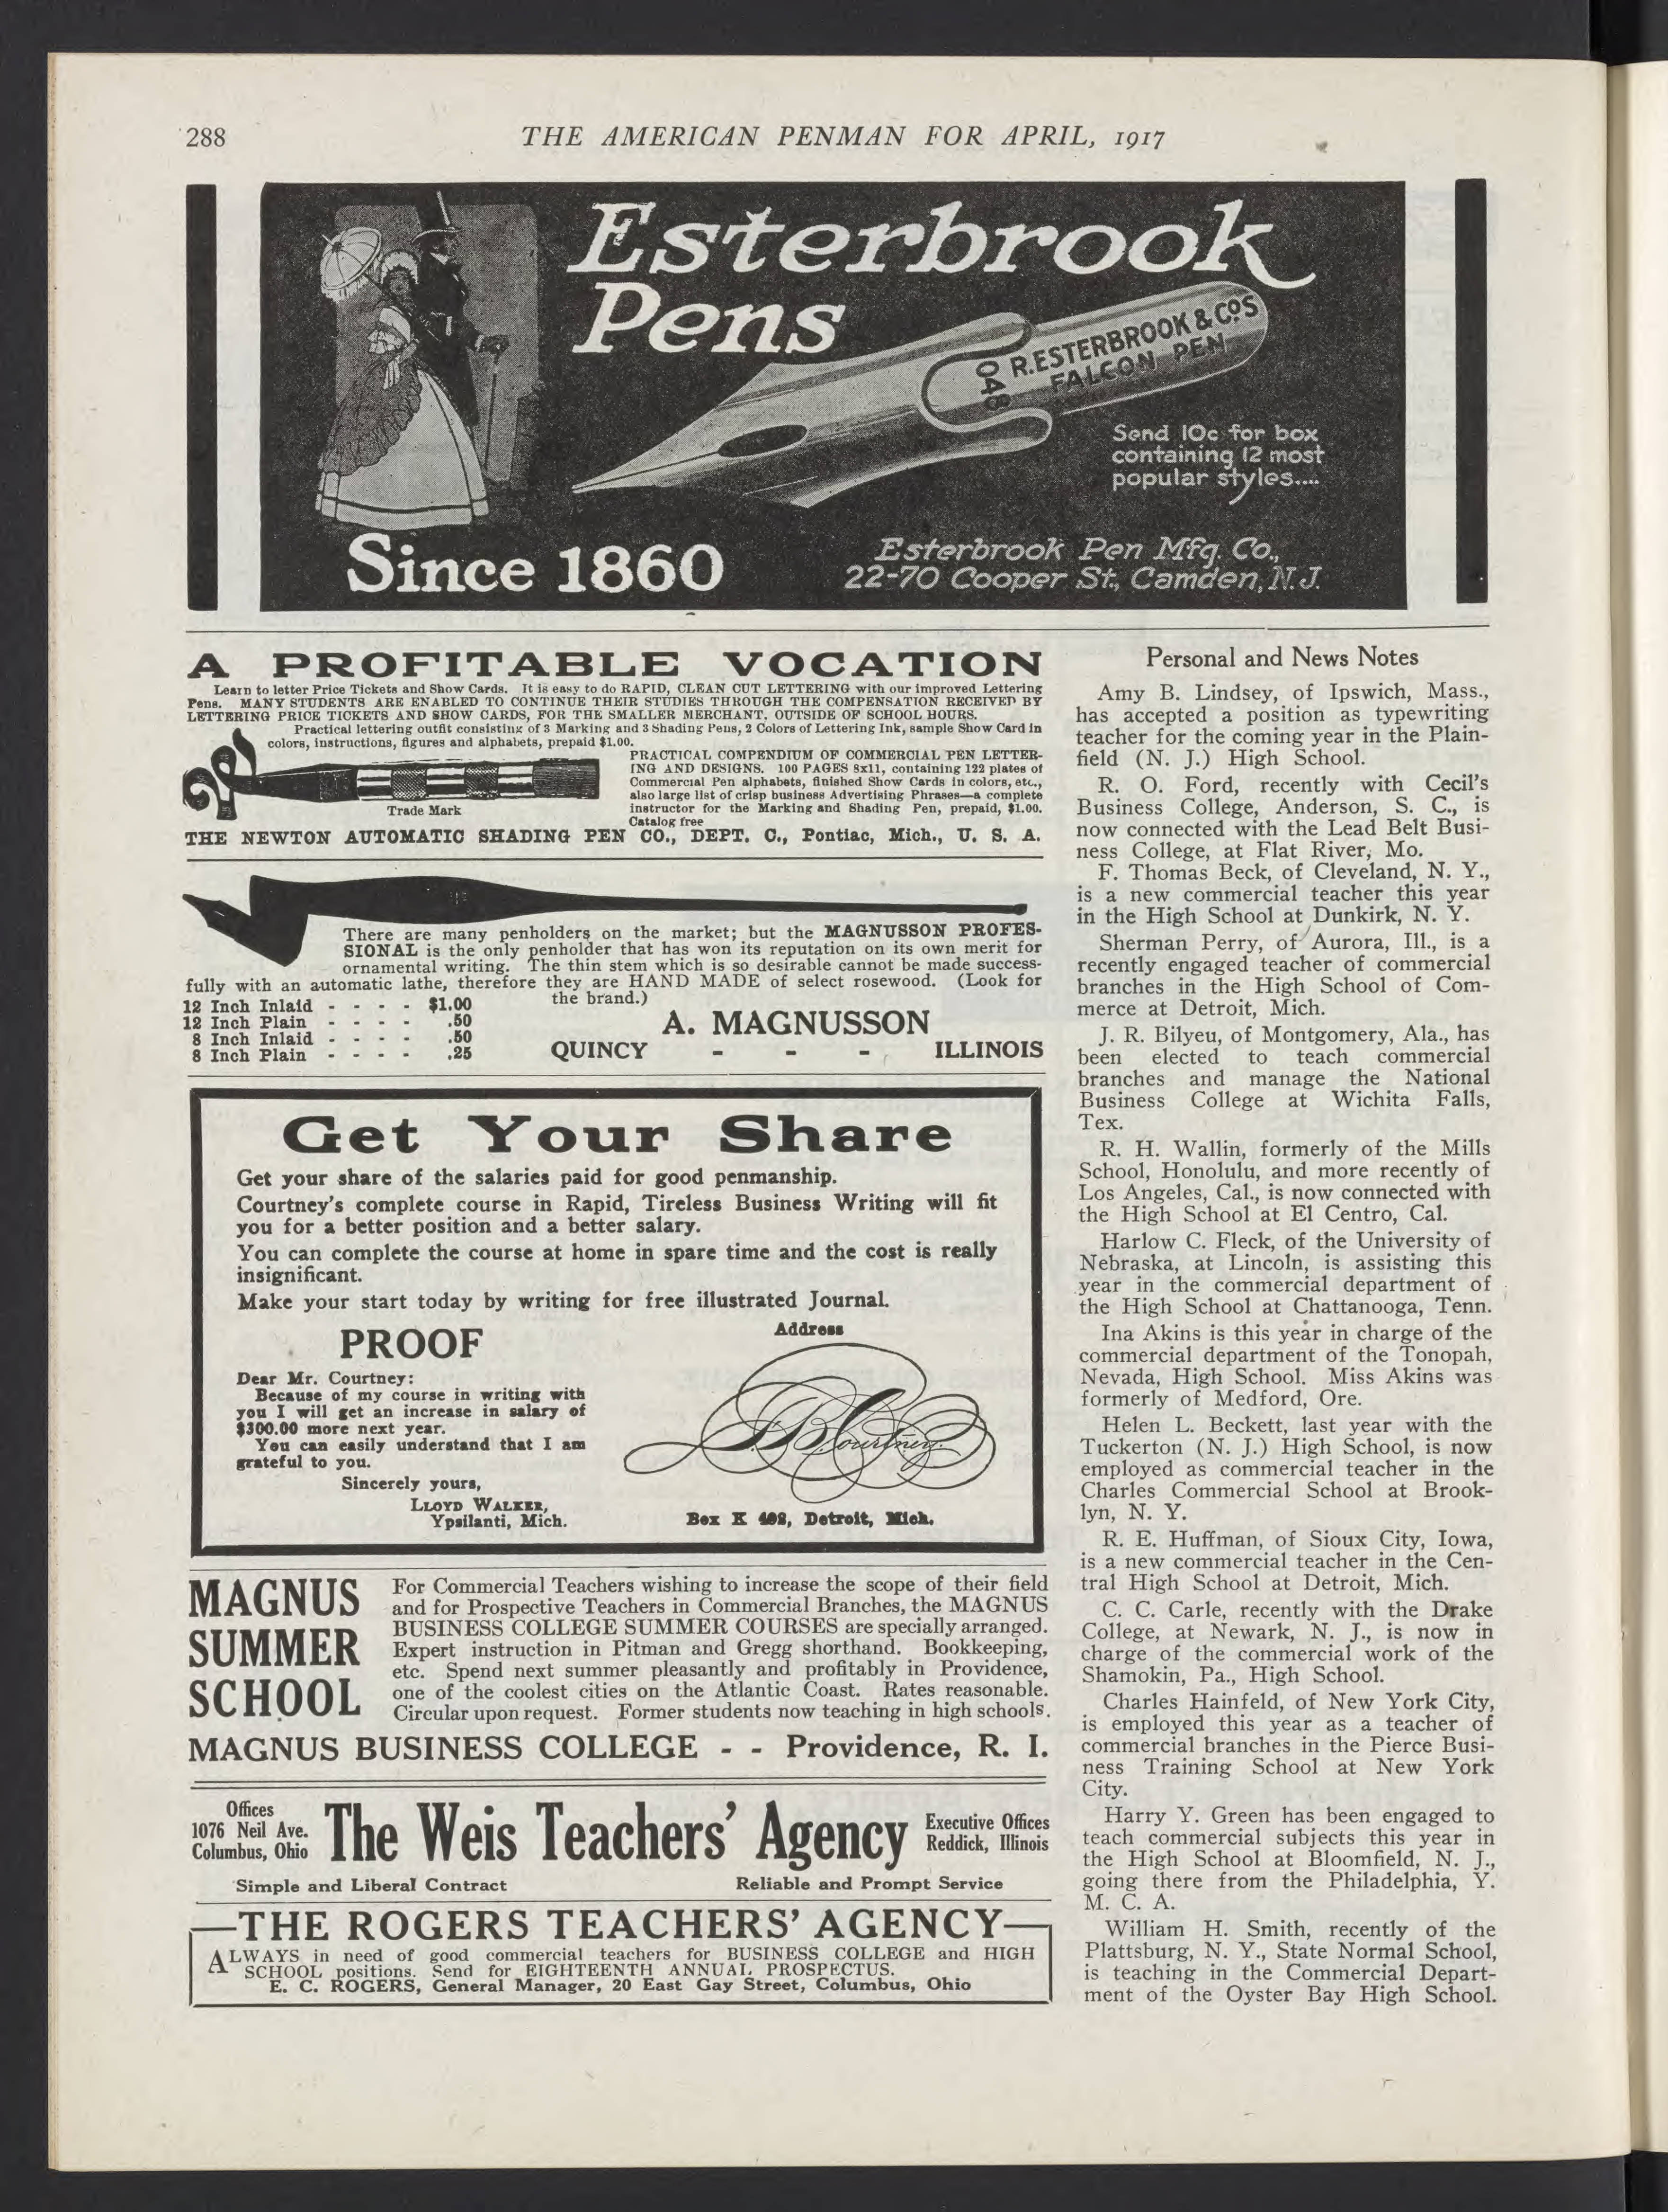 288
THE AMERICAN PENMAN FOR APRIL, 1917
Esterbrook
Pens
R.ESTERBROOK & CO'S
FALCON PEN
048
Send 10c for box
containing 12 most
popular styles....
Since 1860
Esterbrook Pen Mfg. Co.,
22-70 Cooper St., Camden, N.J.
A PROFITABLE VOCATION
Learn to letter Price Tickets and Show Cards. It is easy to do RAPID, CLEAN CUT LETTERING with our improved Lettering
Pens. MANY STUDENTS ARE ENABLED TO CONTINUE THEIR STUDIES THROUGH THE COMPENSATION RECEIVED BY
LETTERING PRICE TICKETS AND SHOW CARDS, FOR THE SMALLER MERCHANT, OUTSIDE OF SCHOOL HOURS.
Practical lettering outfit consisting of 3 Marking and 3 Shading Pens, 2 Colors of Lettering Ink, sample Show Card in
colors, instructions, figures and alphabets, prepaid $1.00.
PRACTICAL COMPENDIUM OF COMMERCIAL PEN LETTER-
ING AND DESIGNS. 100 PAGES 8x11, containing 122 plates of
Commercial Pen alphabets, finished Show Cards in colors, etc.,
also large list of crisp business Advertising Phrases—a complete
instructor for the Marking and Shading Pen, prepaid, $1.00.
Catalog free
Trade Mark
THE NEWTON AUTOMATIC SHADING PEN CO., DEPT. C., Pontiac, Mich., U. S. A.
There are many penholders on the market; but the MAGNUSSON PROFES-
SIONAL is the only penholder that has won its reputation on its own merit for
ornamental writing. The thin stem which is so desirable cannot be made success-
fully with an automatic lathe, therefore they are HAND MADE of select rosewood. (Look for
the brand.)
12 Inch Inlaid - - - - $1.00
12 Inch Plain - - - - .50
8 Inch Inlaid - - - - .50
8 Inch Plain - - - - .25
A. MAGNUSSON
QUINCY - - - ILLINOIS
Get Your Share
Get your share of the salaries paid for good penmanship.
Courtney's complete course in Rapid, Tireless Business Writing will fit
you for a better position and a better salary.
You can complete the course at home in spare time and the cost is really
insignificant.
Make your start today by writing for free illustrated Journal.
PROOF
Dear Mr. Courtney:
Because of my course in writing with
you I will get an increase in salary of
$300.00 more next year.
You can easily understand that I am
grateful to you.
Sincerely yours,
LLOYD WALKER,
Ypsilanti, Mich.
Address
Courtney
Box K 492, Detroit, Mich.
MAGNUS
SUMMER
SCHOOL
For Commercial Teachers wishing to increase the scope of their field
and for Prospective Teachers in Commercial Branches, the MAGNUS
BUSINESS COLLEGE SUMMER COURSES are specially arranged.
Expert instruction in Pitman and Gregg shorthand. Bookkeeping,
etc. Spend next summer pleasantly and profitably in Providence,
one of the coolest cities on the Atlantic Coast. Rates reasonable.
Circular upon request. Former students now teaching in high schools.
MAGNUS BUSINESS COLLEGE - - Providence, R. I.
Offices
1076 Neil Ave.
Columbus, Ohio
The Weis Teachers' Agency
Executive Offices
Reddick, Illinois
Simple and Liberal Contract
Reliable and Prompt Service
THE ROGERS TEACHERS' AGENCY
ALWAYS in need of good commercial teachers for BUSINESS COLLEGE and HIGH
SCHOOL positions. Send for EIGHTEENTH ANNUAL PROSPECTUS.
E. C. ROGERS, General Manager, 20 East Gay Street, Columbus, Ohio
Personal and News Notes
Amy B. Lindsey, of Ipswich, Mass.,
has accepted a position as typewriting
teacher for the coming year in the Plain-
field (N. J.) High School.
R. O. Ford, recently with Cecil's
Business College, Anderson, S. C., is
now connected with the Lead Belt Busi-
ness College, at Flat River, Mo.
F. Thomas Beck, of Cleveland, N. Y.,
is a new commercial teacher this year
in the High School at Dunkirk, N. Y.
Sherman Perry, of Aurora, Ill., is a
recently engaged teacher of commercial
branches in the High School of Com-
merce at Detroit, Mich.
J. R. Bilyeu, of Montgomery, Ala., has
been elected to teach commercial
branches and manage the National
Business College at Wichita Falls,
Tex.
R. H. Wallin, formerly of the Mills
School, Honolulu, and more recently of
Los Angeles, Cal., is now connected with
the High School at El Centro, Cal.
Harlow C. Fleck, of the University of
Nebraska, at Lincoln, is assisting this
year in the commercial department of
the High School at Chattanooga, Tenn.
Ina Akins is this year in charge of the
commercial department of the Tonopah,
Nevada, High School. Miss Akins was
formerly of Medford, Ore.
Helen L. Beckett, last year with the
Tuckerton (N. J.) High School, is now
employed as commercial teacher in the
Charles Commercial School at Brook-
lyn, N. Y.
R. E. Huffman, of Sioux City, Iowa,
is a new commercial teacher in the Cen-
tral High School at Detroit, Mich.
C. C. Carle, recently with the Drake
College, at Newark, N. J., is now in
charge of the commercial work of the
Shamokin, Pa., High School.
Charles Hainfeld, of New York City,
is employed this year as a teacher of
commercial branches in the Pierce Busi-
ness Training School at New York
City.
Harry Y. Green has been engaged to
teach commercial subjects this year in
the High School at Bloomfield, N. J.,
going there from the Philadelphia, Y.
M. C. A.
William H. Smith, recently of the
Plattsburg, N. Y., State Normal School,
is teaching in the Commercial Depart-
ment of the Oyster Bay High School.